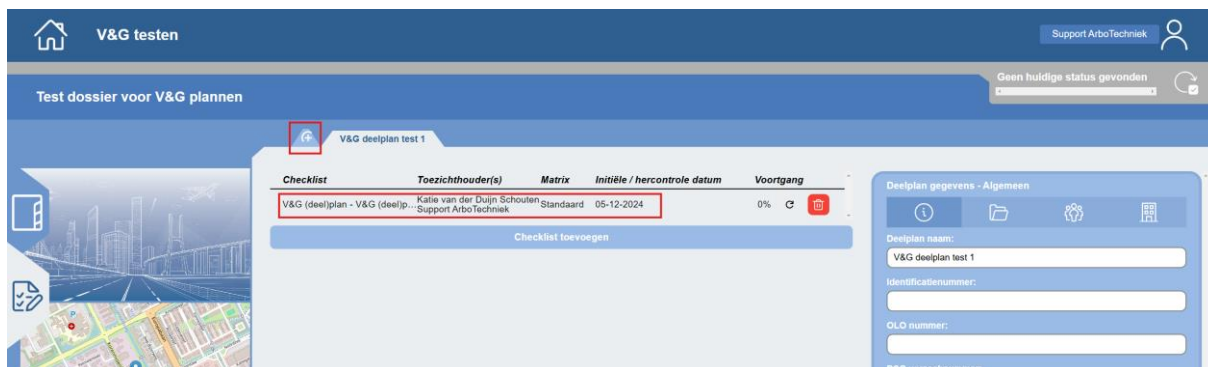 V&G testen
Support ArboTechniek
Geen huidige status gevonden
Test dossier voor V&G plannen
V&G deelplan test 1
Checklist Toezichthouder(s) Matrix Initiële / hercontrole datum Voortgang
V&G (deel)plan - V&G (deel)p... Katie van der Duijn Schouten Standaard 05-12-2024 0%
Support ArboTechniek
Checklist toevoegen
Deelplan gegevens - Algemeen
Deelplan naam:
V&G deelplan test 1
Identificatienummer:
OLO nummer:
P